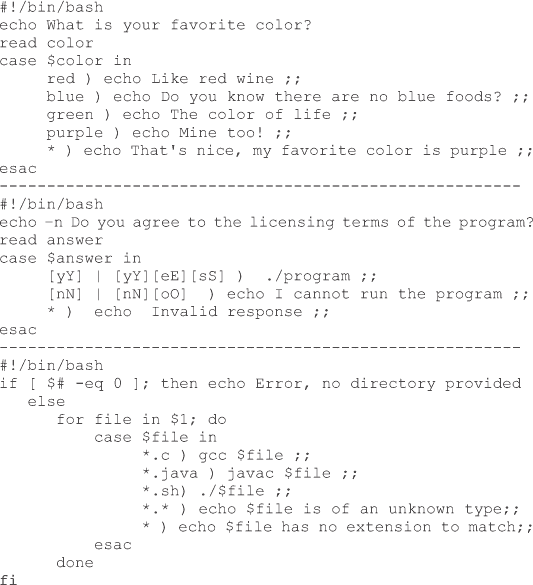 #!/bin/bash
echo What is your favorite color?
read color
case $color in
     red ) echo Like red wine ;;
     blue ) echo Do you know there are no blue foods? ;;
     green ) echo The color of life ;;
     purple ) echo Mine too! ;;
     * ) echo That's nice, my favorite color is purple ;;
esac
-------------------------------------------------------
#!/bin/bash
echo –n Do you agree to the licensing terms of the program?
read answer
case $answer in
     [yY] | [yY][eE][sS] )  ./program ;;
     [nN] | [nN][oO]  ) echo I cannot run the program ;;
     * )  echo  Invalid response ;;
esac
-------------------------------------------------------
#!/bin/bash
if [ $# -eq 0 ]; then echo Error, no directory provided
   else
      for file in $1; do
          case $file in
               *.c ) gcc $file ;;
               *.java ) javac $file ;;
               *.sh) ./$file ;;
               *.* ) echo $file is of an unknown type;;
               * ) echo $file has no extension to match;;
          esac
      done
fi